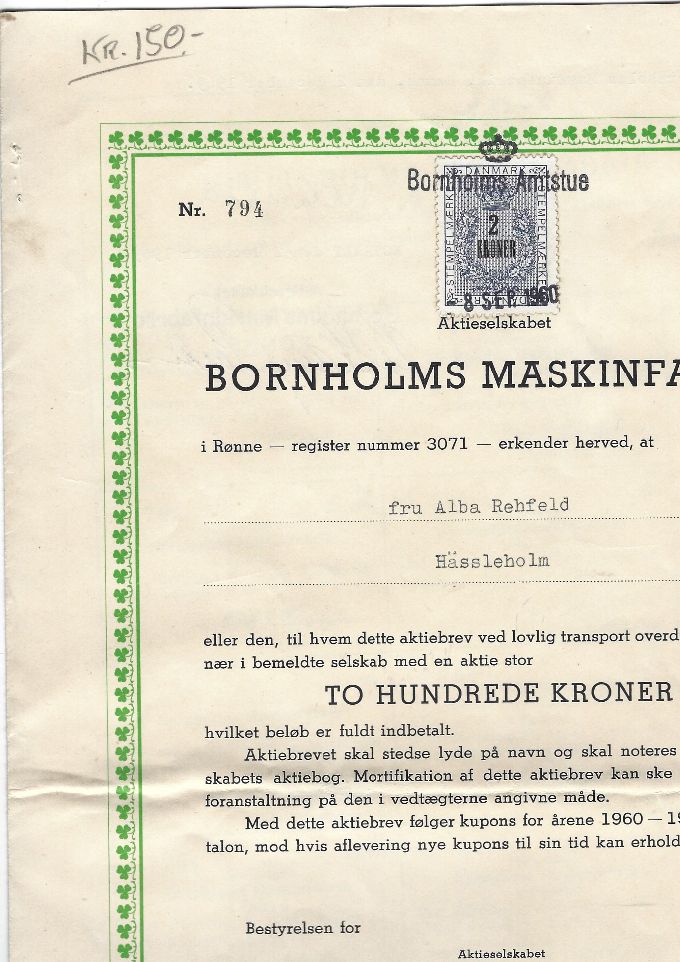 KR. 150.-
Bornholms Amtstue
Nr. 794
DANMARK
STEMPELMÆRKE
STEMPELMÆRKE
2
KRONER
- 8 SEP. 1960
Aktieselskabet
BORNHOLMS MASKINFA
i Rønne — register nummer 3071 — erkender herved, at
fru Alba Rehfeld
Hässleholm
eller den, til hvem dette aktiebrev ved lovlig transport overd
nær i bemeldte selskab med en aktie stor
TO HUNDREDE KRONER
hvilket beløb er fuldt indbetalt.
Aktiebrevet skal stedse lyde på navn og skal noteres
skabets aktiebog. Mortifikation af dette aktiebrev kan ske
foranstaltning på den i vedtægterne angivne måde.
Med dette aktiebrev følger kupons for årene 1960 — 19
talon, mod hvis aflevering nye kupons til sin tid kan erhold
Bestyrelsen for
Aktieselskabet